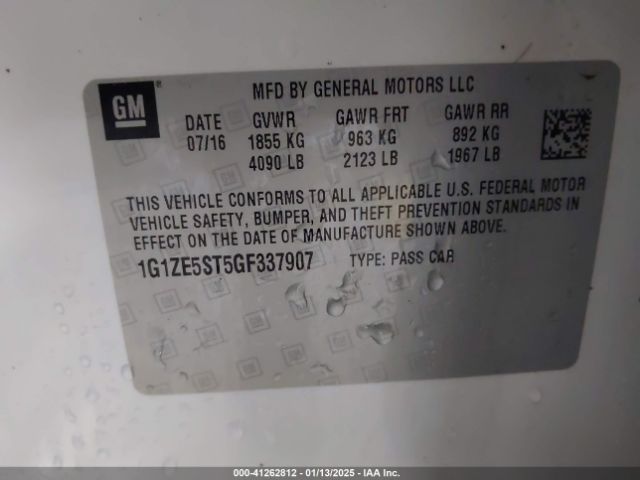 GM
MFD BY GENERAL MOTORS LLC
DATE GVWR GAWR FRT GAWR RR
07/16 1855 KG 963 KG 892 KG
4090 LB 2123 LB 1967 LB
THIS VEHICLE CONFORMS TO ALL APPLICABLE U.S. FEDERAL MOTOR
VEHICLE SAFETY, BUMPER, AND THEFT PREVENTION STANDARDS IN
EFFECT ON THE DATE OF MANUFACTURE SHOWN ABOVE.
1G1ZE5ST5GF337907 TYPE: PASS CAR
000-41262812 - 01/13/2025 - IAA Inc.